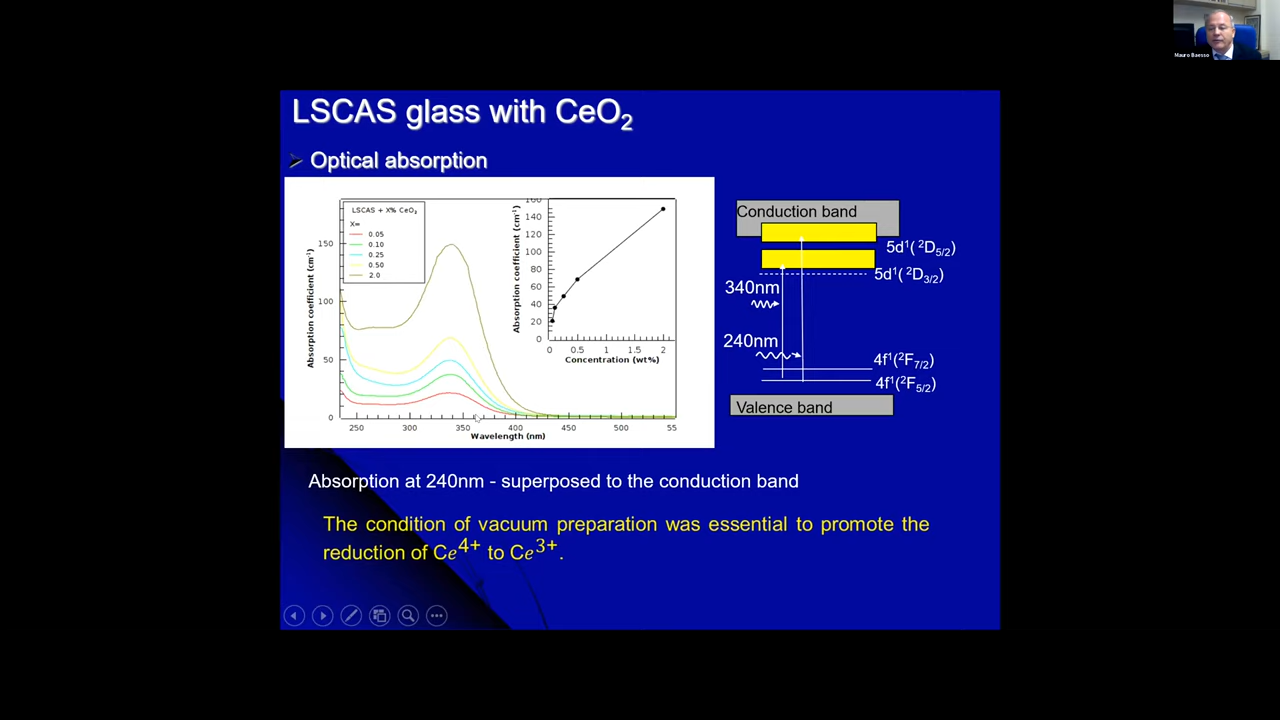 Mauro Baesso
LSCAS glass with CeO2
Optical absorption
LSCAS + X% CeO2
X=
0.05
0.10
0.25
0.50
2.0
Absorption coefficient (cm-1)
150
100
50
0
250 300 350 400 450 500 55
Wavelength (nm)
Absorption coefficient (cm-1)
160
140
120
100
80
60
40
20
0
0 0.5 1 1.5 2
Concentration (wt%)
Conduction band
5d1(2D5/2)
5d1(2D3/2)
340nm
240nm
4f1(2F7/2)
4f1(2F5/2)
Valence band
Absorption at 240nm - superposed to the conduction band
The condition of vacuum preparation was essential to promote the
reduction of Ce4+ to Ce3+.